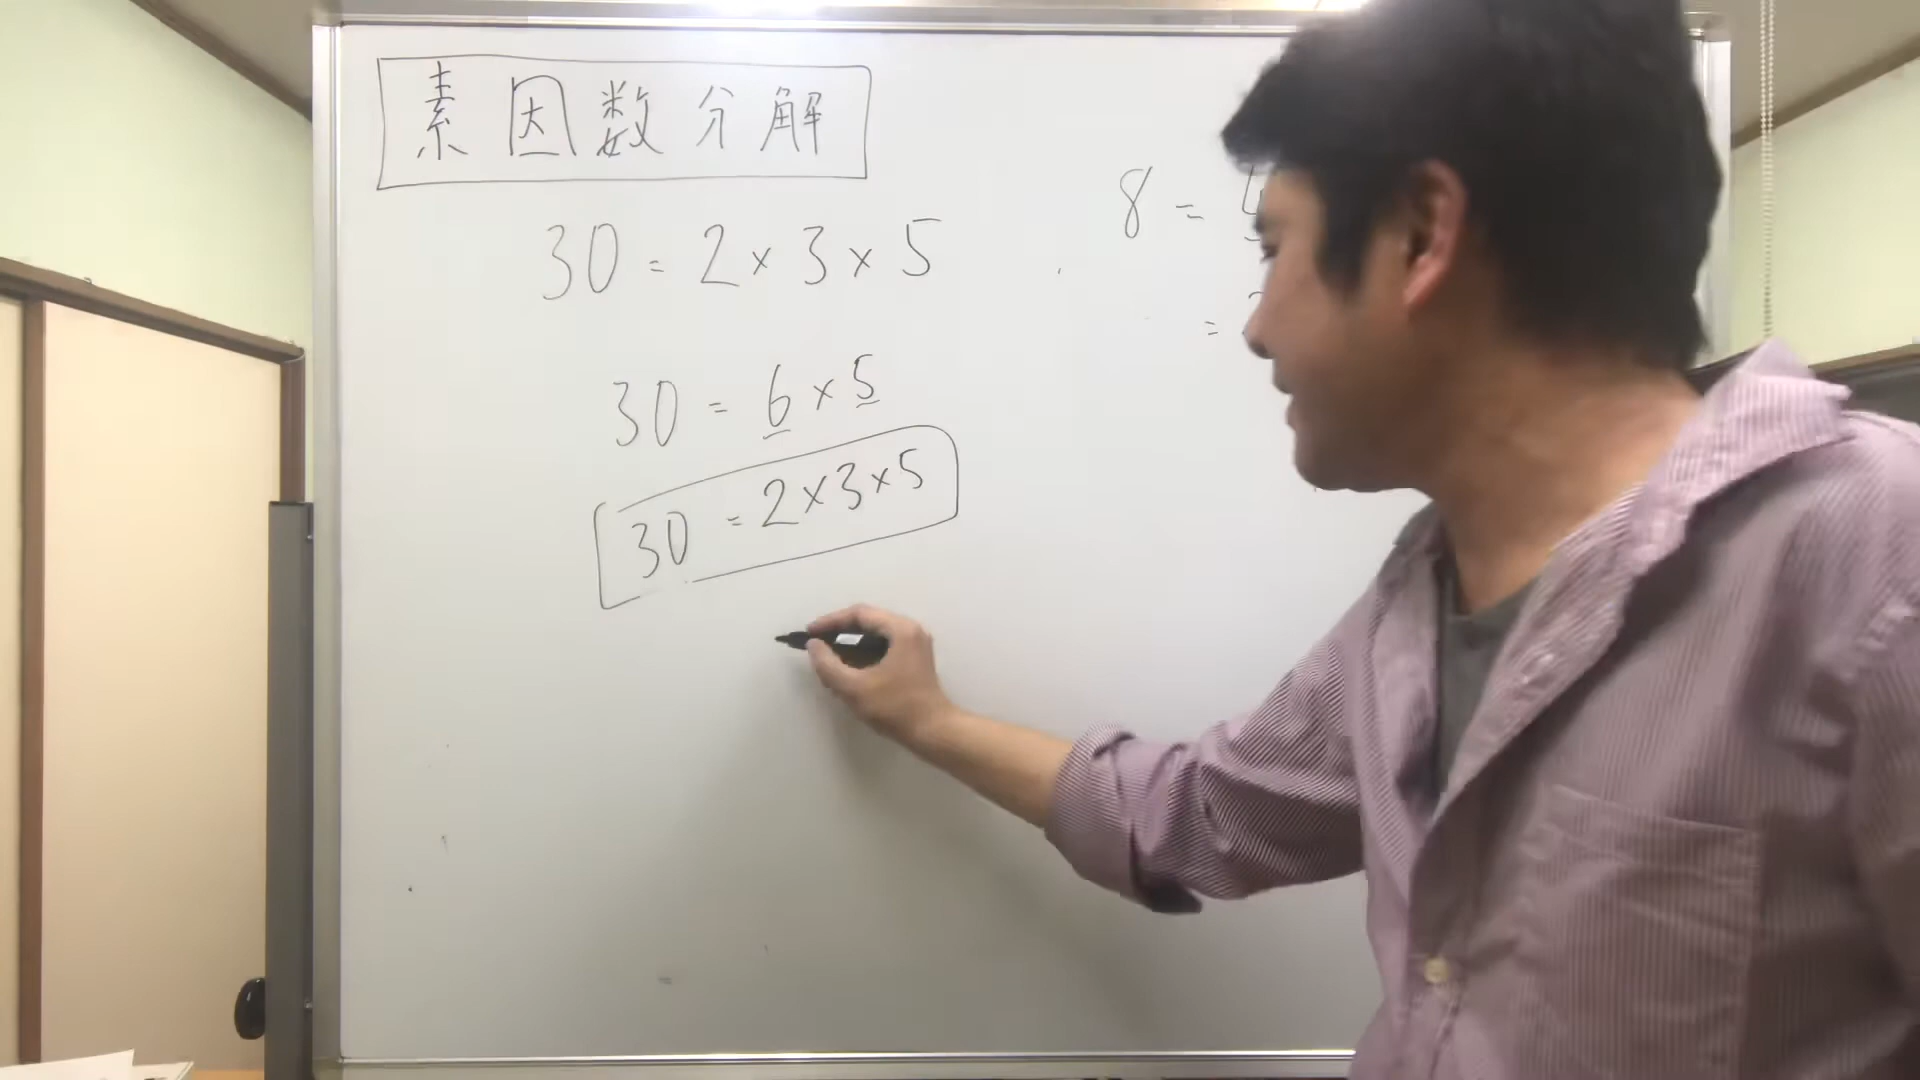 素因数分解
30 = 2 × 3 × 5
30 = 6 × 5
30 = 2 × 3 × 5
8 =
=